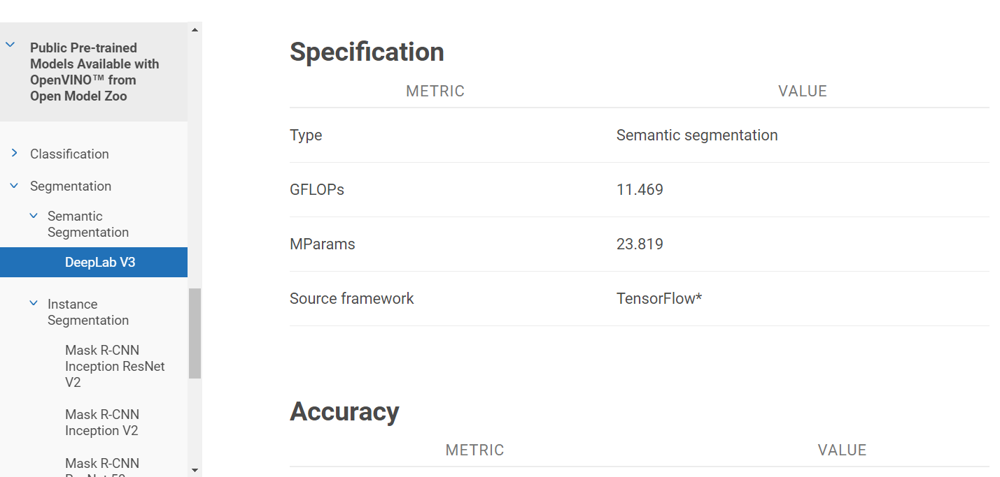 Public Pre-trained
Models Available with
OpenVINO™ from
Open Model Zoo
Classification
Segmentation
Semantic
Segmentation
DeepLab V3
Instance
Segmentation
Mask R-CNN
Inception ResNet
V2
Mask R-CNN
Inception V2
Mask R-CNN
Specification
METRIC VALUE
Type Semantic segmentation
GFLOPs 11.469
MParams 23.819
Source framework TensorFlow*
Accuracy
METRIC VALUE